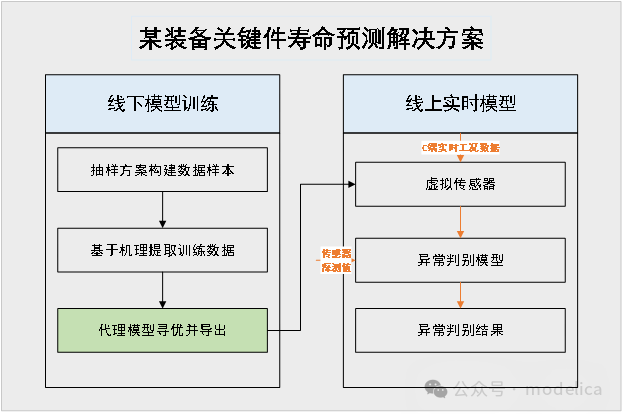 某装备关键件寿命预测解决方案
线下模型训练
抽样方案构建数据样本
基于机理提取训练数据
代理模型寻优并导出
线上实时模型
C端实时工况数据
虚拟传感器
传感器
探测值
异常判别模型
异常判别结果
公众号 · modelica